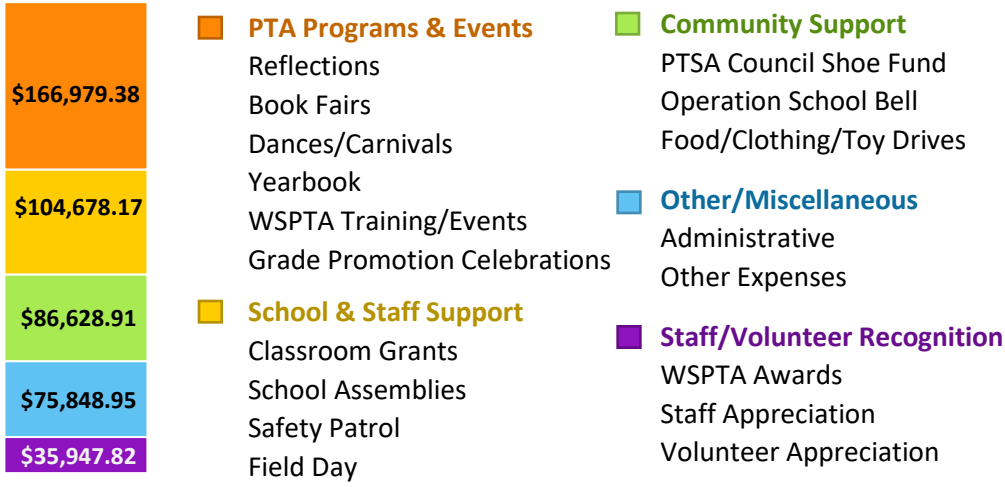 $166,979.38
$104,678.17
$86,628.91
$75,848.95
$35,947.82
PTA Programs & Events
Reflections
Book Fairs
Dances/Carnivals
Yearbook
WSPTA Training/Events
Grade Promotion Celebrations
School & Staff Support
Classroom Grants
School Assemblies
Safety Patrol
Field Day
Community Support
PTSA Council Shoe Fund
Operation School Bell
Food/Clothing/Toy Drives
Other/Miscellaneous
Administrative
Other Expenses
Staff/Volunteer Recognition
WSPTA Awards
Staff Appreciation
Volunteer Appreciation